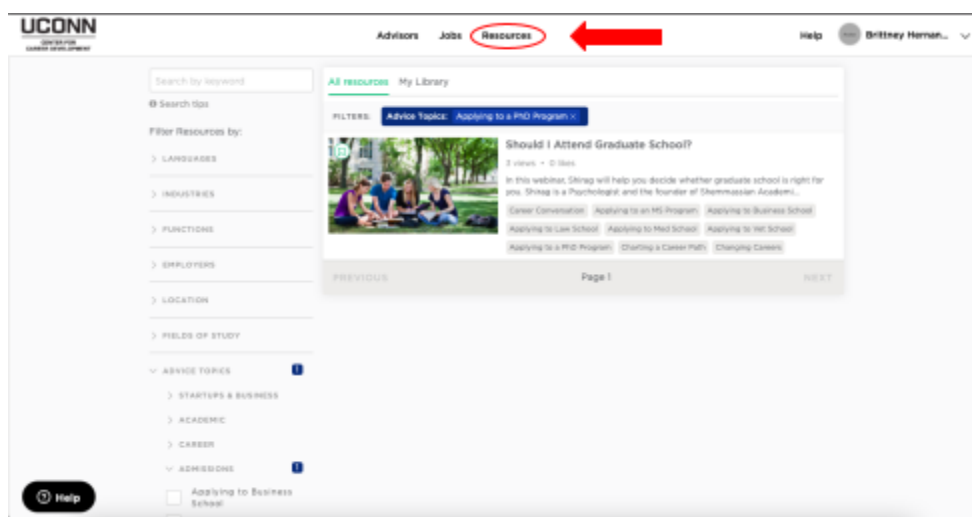 UCONN
CENTER FOR
CAREER DEVELOPMENT
Advisors Jobs Resources
Help Brittney Hernan...
Search by keyword
Search tips
Filter Resources by:
LANGUAGES
INDUSTRIES
FUNCTIONS
EMPLOYERS
LOCATION
FIELDS OF STUDY
ADVICE TOPICS 1
STARTUPS & BUSINESS
ACADEMIC
CAREER
ADMISSIONS 1
Applying to Business
School
Help
All resources My Library
FILTERS: Advice Topics: Applying to a PhD Program ×
Should I Attend Graduate School?
3 views • 0 likes
In this webinar, Shirag will help you decide whether graduate school is right for
you. Shirag is a Psychologist and the founder of Shemmassian Academi...
Career Conversation Applying to an MS Program Applying to Business School
Applying to Law School Applying to Med School Applying to Vet School
Applying to a PhD Program Charting a Career Path Changing Careers
PREVIOUS Page 1 NEXT